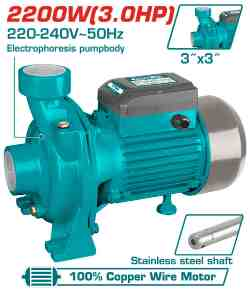 2200W(3.0HP)
220-240V~50Hz
Electrophoresis pumpbody
3˝x3˝
Stainless steel shaft
100% Copper Wire Motor